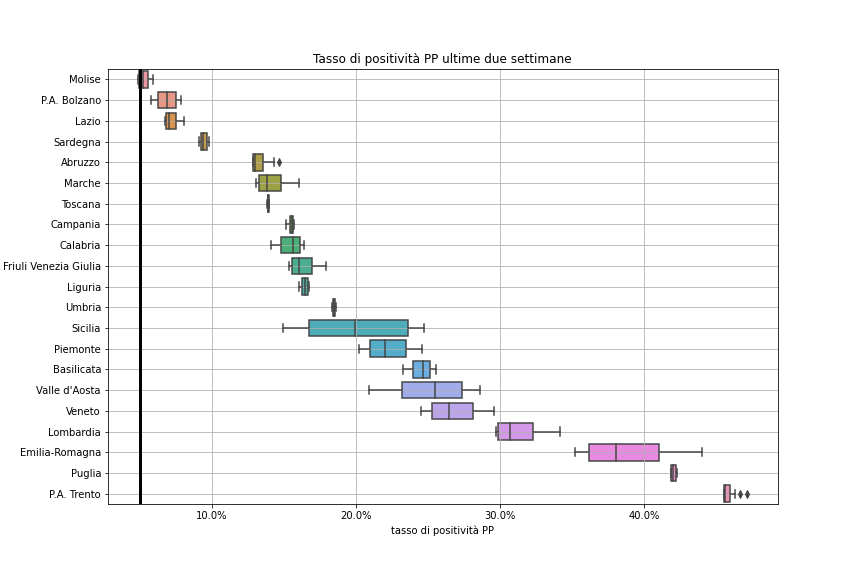 Tasso di positività PP ultime due settimane
Molise
P.A. Bolzano
Lazio
Sardegna
Abruzzo
Marche
Toscana
Campania
Calabria
Friuli Venezia Giulia
Liguria
Umbria
Sicilia
Piemonte
Basilicata
Valle d'Aosta
Veneto
Lombardia
Emilia-Romagna
Puglia
P.A. Trento
10.0% 20.0% 30.0% 40.0%
tasso di positività PP